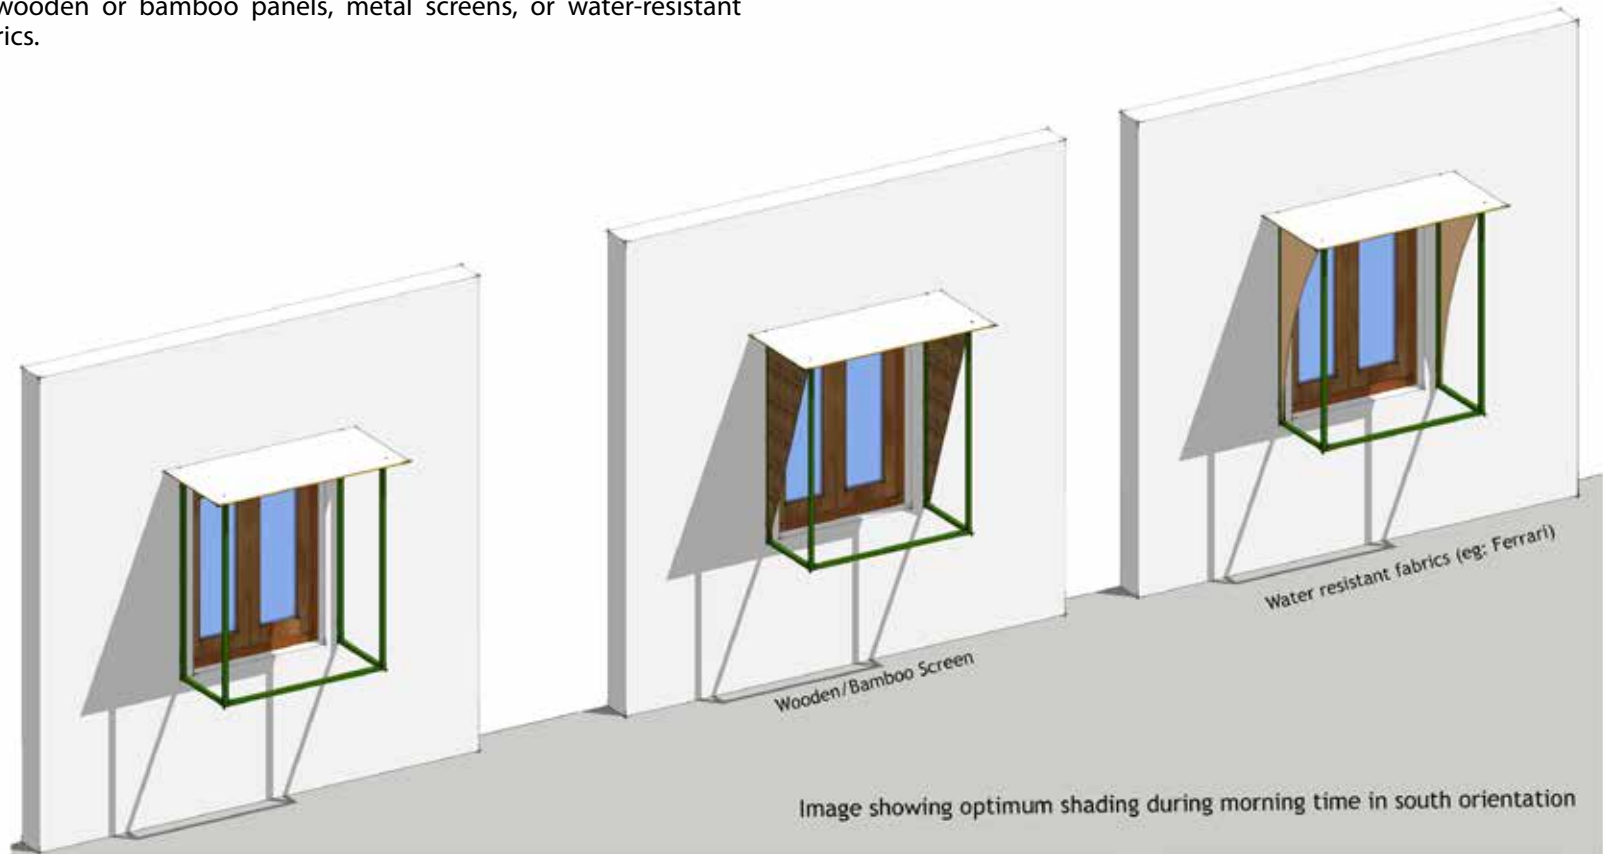 wooden or bamboo panels, metal screens, or water-resistant
rics.
Water resistant fabrics (eg: Ferrari)
Wooden/Bamboo Screen
Image showing optimum shading during morning time in south orientation